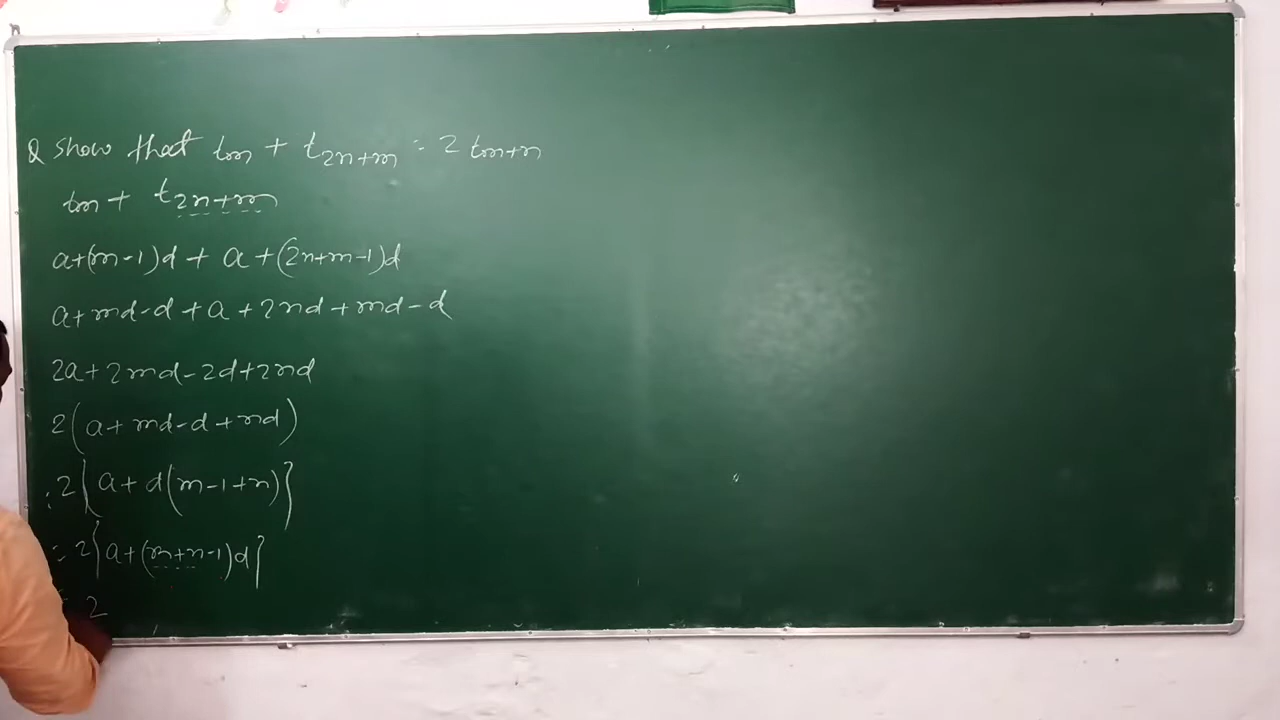 Q show that tm + t2n+m = 2 tm+n
tm + t2n+m
a+(m-1)d + a+(2n+m-1)d
a+md-d+a+2nd+md-d
2a+2md-2d+2nd
2(a+md-d+nd)
:2{a+d(m-1+n)}
=2{a+(m+n-1)d}
= 2